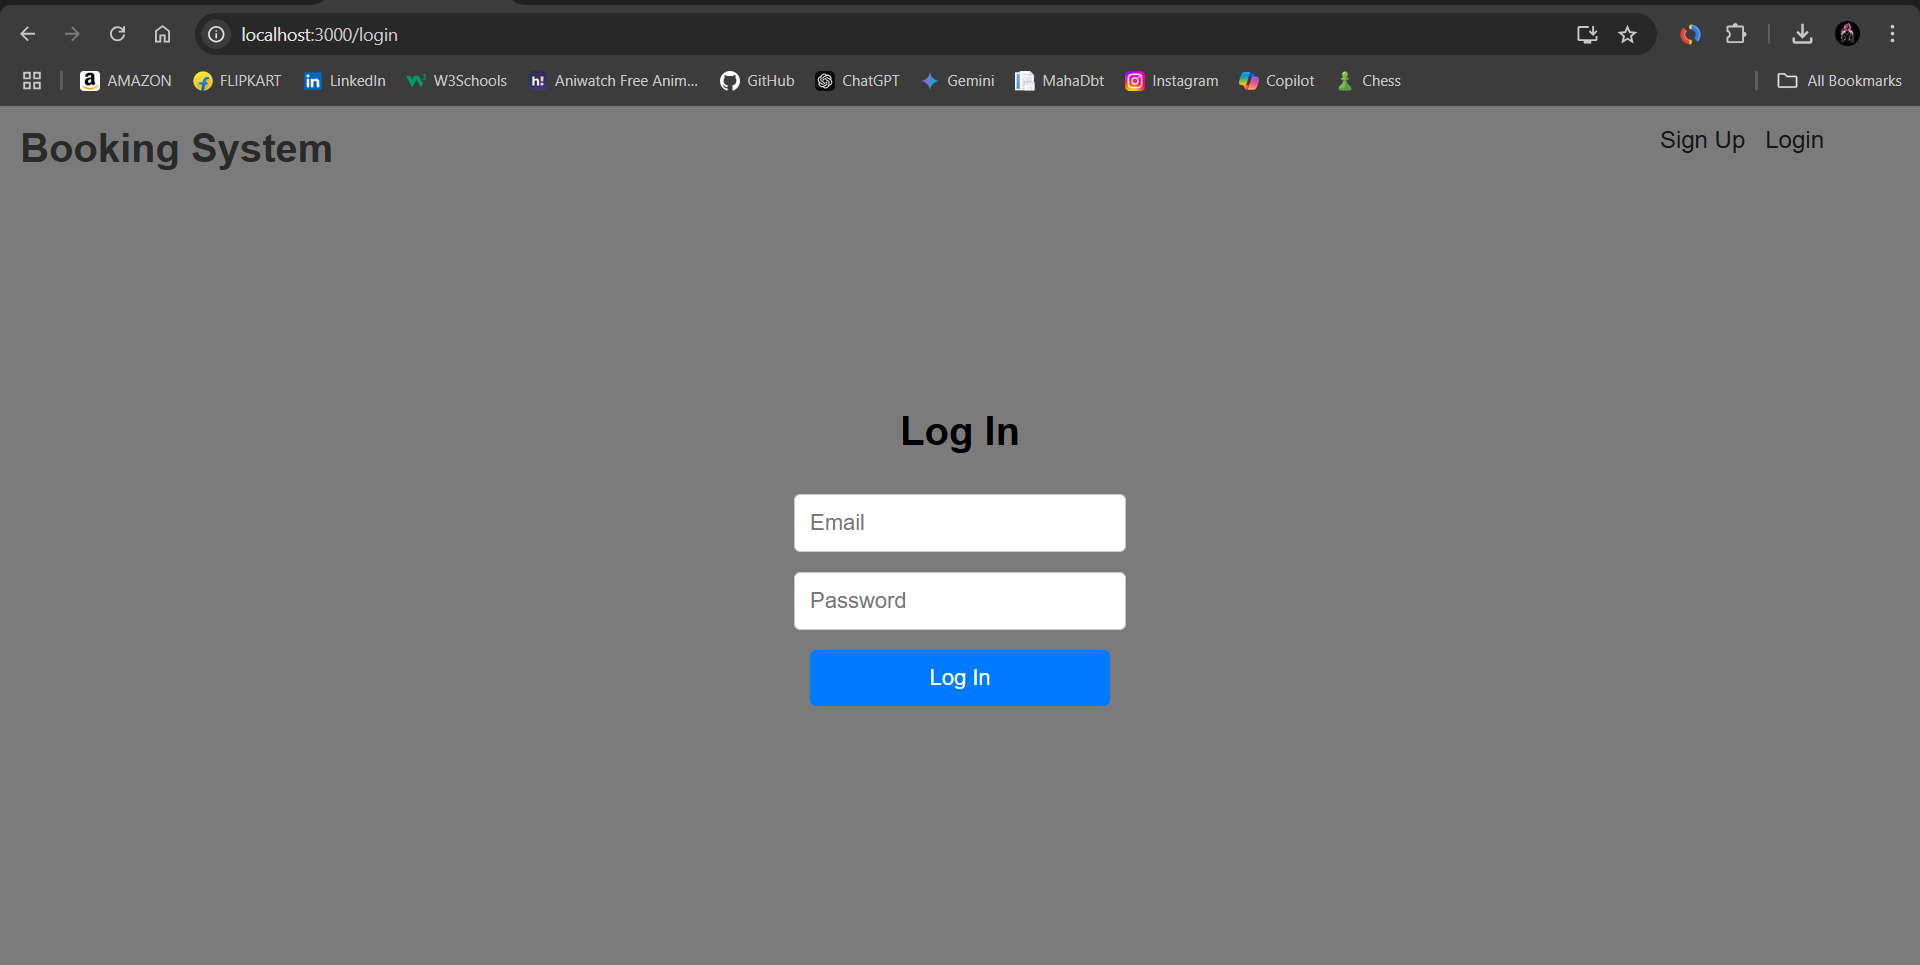 localhost:3000/login
AMAZON FLIPKART LinkedIn W3Schools Aniwatch Free Anim... GitHub ChatGPT Gemini MahaDbt Instagram Copilot Chess All Bookmarks
Booking System Sign Up Login
Log In
Email
Password
Log In